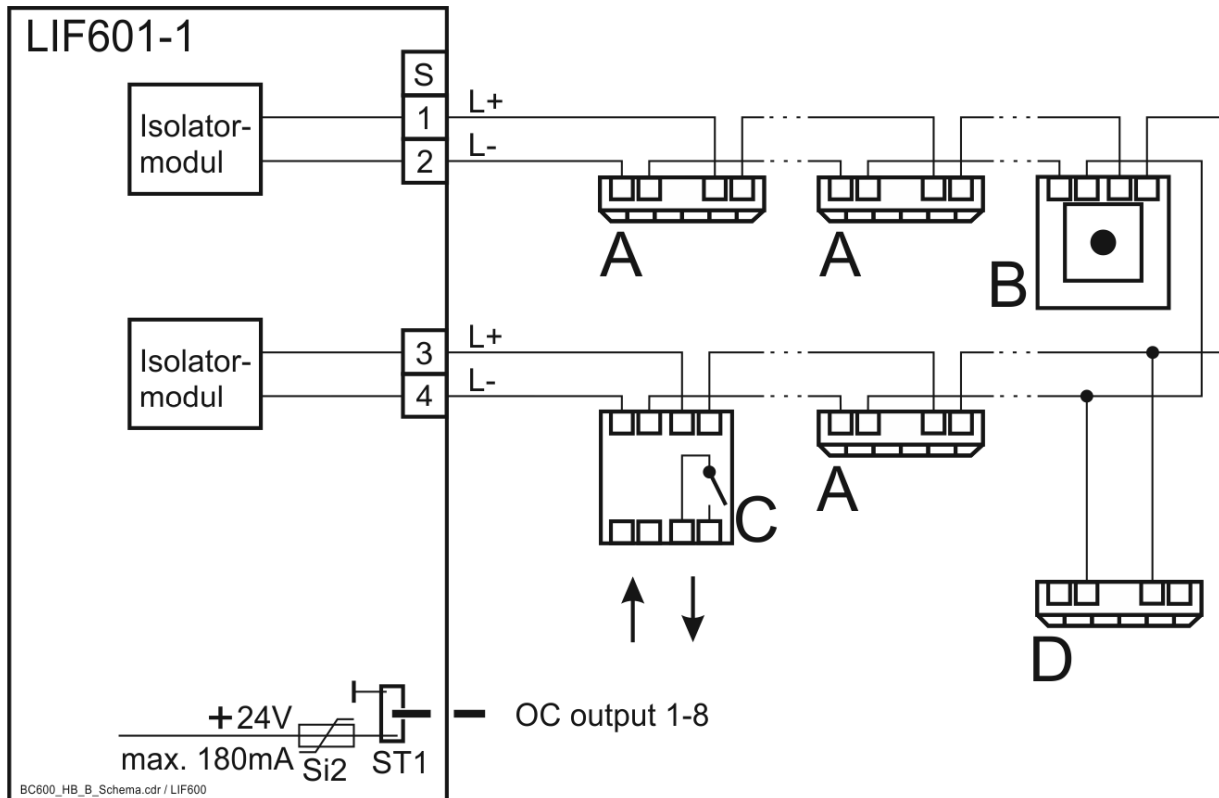 LIF601-1
S
Isolator-
modul
1
L+
2
L-
A
A
B
Isolator-
modul
3
L+
4
L-
C
A
D
+24V
max. 180mA
Si2
ST1
OC output 1-8
BC600_HB_B_Schema.cdr / LIF600